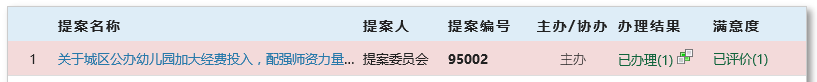 提案名称 提案人 提案编号 主办/协办 办理结果 满意度
1 关于城区公办幼儿园加大经费投入，配强师资力量... 提案委员会 95002 主办 已办理(1) 已评价(1)